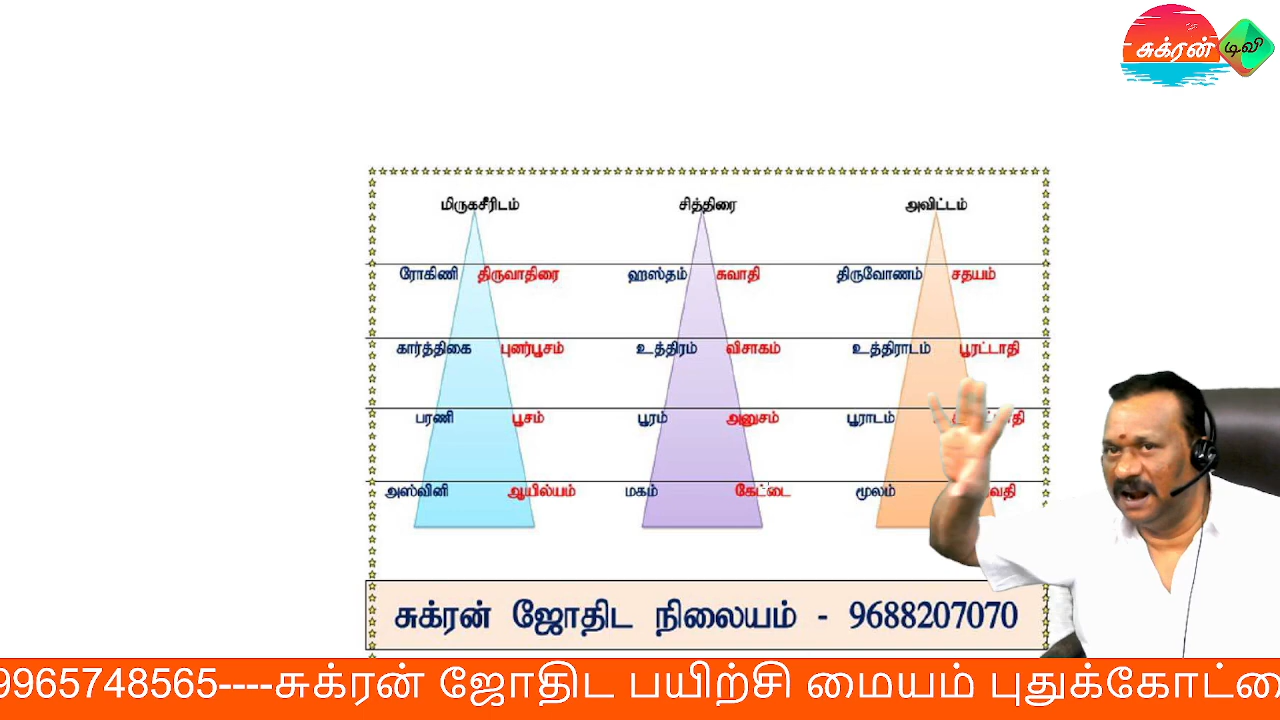 சுக்ரன் டிவி
மிருகசீரிடம் சித்திரை அவிட்டம்
ரோகிணி திருவாதிரை ஹஸ்தம் சுவாதி திருவோணம் சதயம்
கார்த்திகை புனர்பூசம் உத்திரம் விசாகம் உத்திராடம் பூரட்டாதி
பரணி பூசம் பூரம் அனுசம் பூராடம்
அஸ்வினி ஆயில்யம் மகம் கேட்டை மூலம்
சுக்ரன் ஜோதிட நிலையம் - 9688207070
9965748565----சுக்ரன் ஜோதிட பயிற்சி மையம் புதுக்கோட்டை